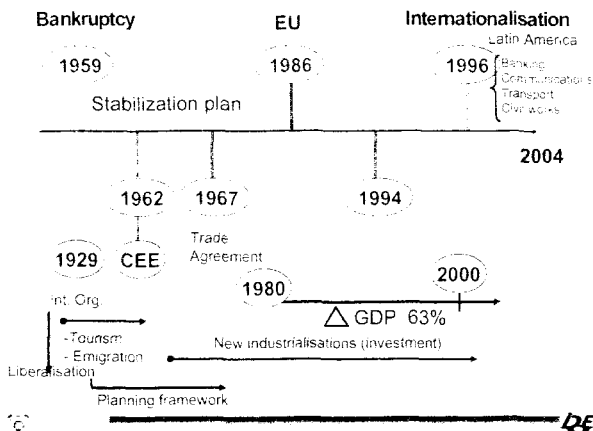 Bankruptcy
EU
Internationalisation
Latin America
1959
1986
1996
Banking
Communications
Transport
Civil works
Stabilization plan
2004
1962
1967
1994
Trade
Agreement
1929
CEE
1980
2000
Int. Org.
△ GDP 63%
-Tourism
- Emigration
New industrialisations (investment)
Liberalisation
Planning framework